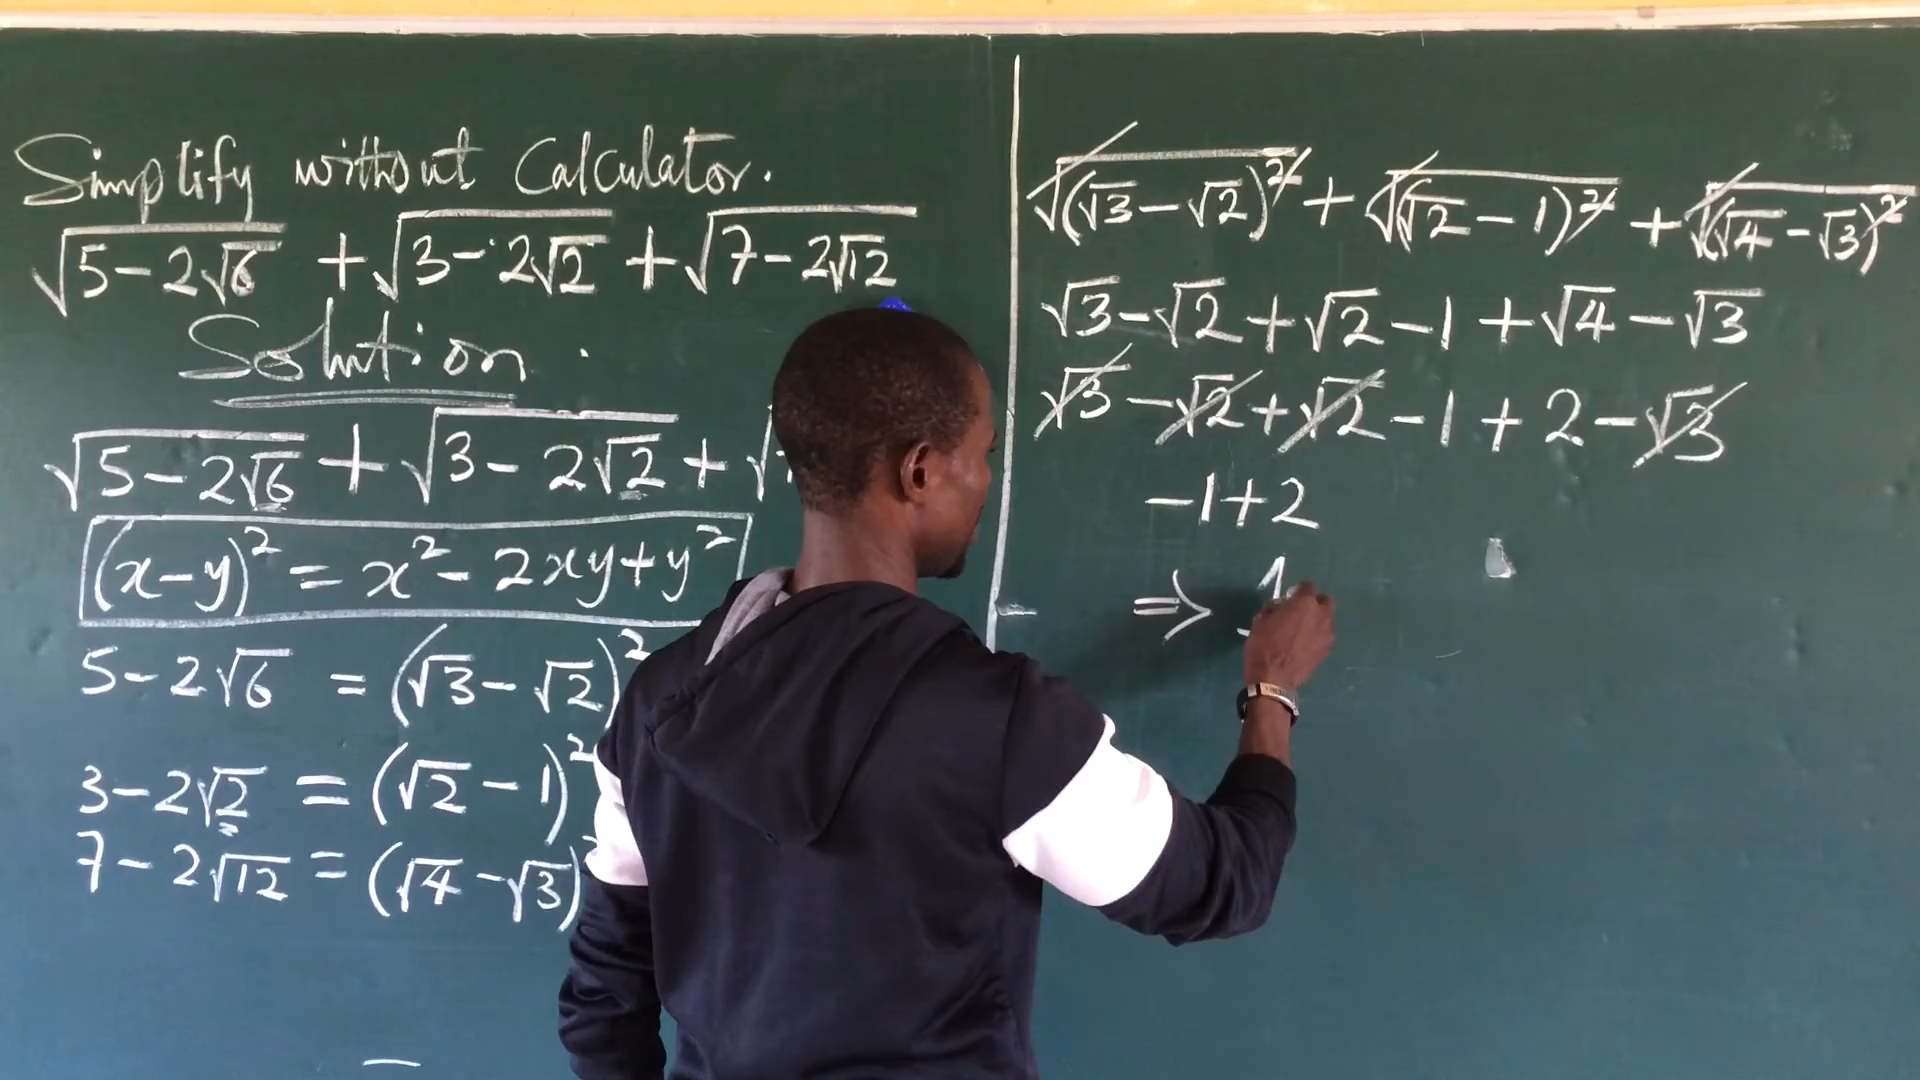 Simplify without Calculator.
√(5-2√6) + √(3-2√2) + √(7-2√12)
Solution.
√(5-2√6) + √(3-2√2) + √
(x-y)² = x² - 2xy + y²
5-2√6 = (√3-√2)²
3-2√2 = (√2-1)²
7-2√12 = (√4-√3)
√((√3-√2)²) + √((√2-1)²) + √((√4-√3)²)
√3-√2+√2-1+√4-√3
√3-√2+√2-1+2-√3
-1+2
⇒ 1